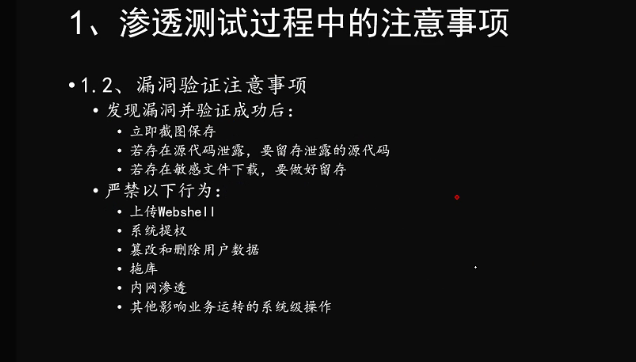 1、渗透测试过程中的注意事项
•1.2、漏洞验证注意事项
•发现漏洞并验证成功后：
•立即截图保存
•若存在源代码泄露，要留存泄露的源代码
•若存在敏感文件下载，要做好留存
•严禁以下行为：
•上传Webshell
•系统提权
•篡改和删除用户数据
•拖库
•内网渗透
•其他影响业务运转的系统级操作